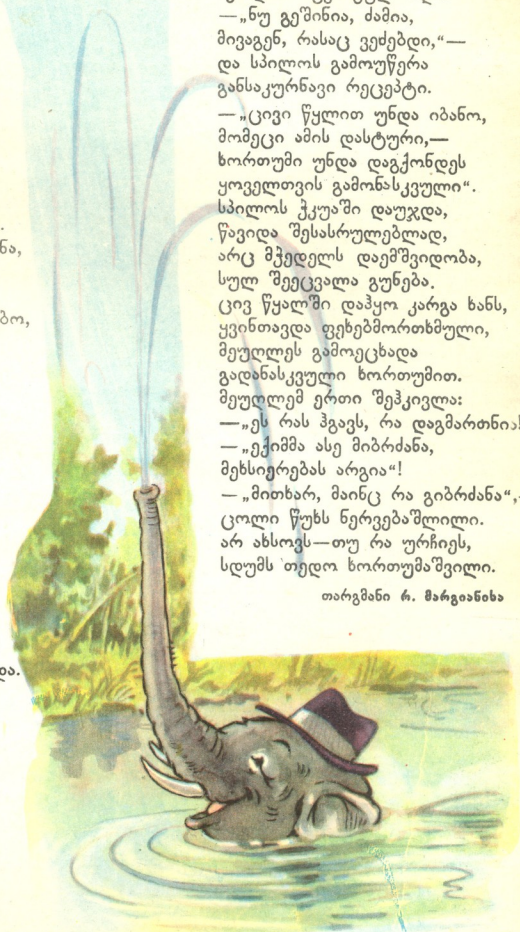 —„ნუ გეშინია, ძამია,
მივაგენ, რასაც ვეძებდი,“—
და სპილოს გამოუწერა
განსაკურნავი რეცეპტი.
—„ცივი წყლით უნდა იბანო,
მომეცი ამის დასტური,—
ხორთუმი უნდა დაგქონდეს
ყოველთვის გამონასკვული“.
სპილოს ჭკუაში დაუჯდა,
წავიდა შესასრულებლად,
არც მჭედელს დაემშვიდობა,
სულ შეეცვალა გუნება.
ცივ წყალში დაჰყო კარგა ხანს,
ყვინთავდა ფეხებმორთხმული,
მეუღლეს გამოეცხადა
გადანასკვული ხორთუმით.
მეუღლემ ერთი შეჰკივლა:
—„ეს რას ჰგავს, რა დაგმართნია!
—„ექიმმა ასე მიბრძანა,
მეხსიერებას არგია“!
—„მითხარ, მაინც რა გიბრძანა“,-
ცოლი წუხს ნერვებაშლილი.
არ ახსოვს—თუ რა ურჩიეს,
სდუმს თედო ხორთუმაშვილი.
თარგმანი რ. მარგიანისა
ნა,
ბო,
და.